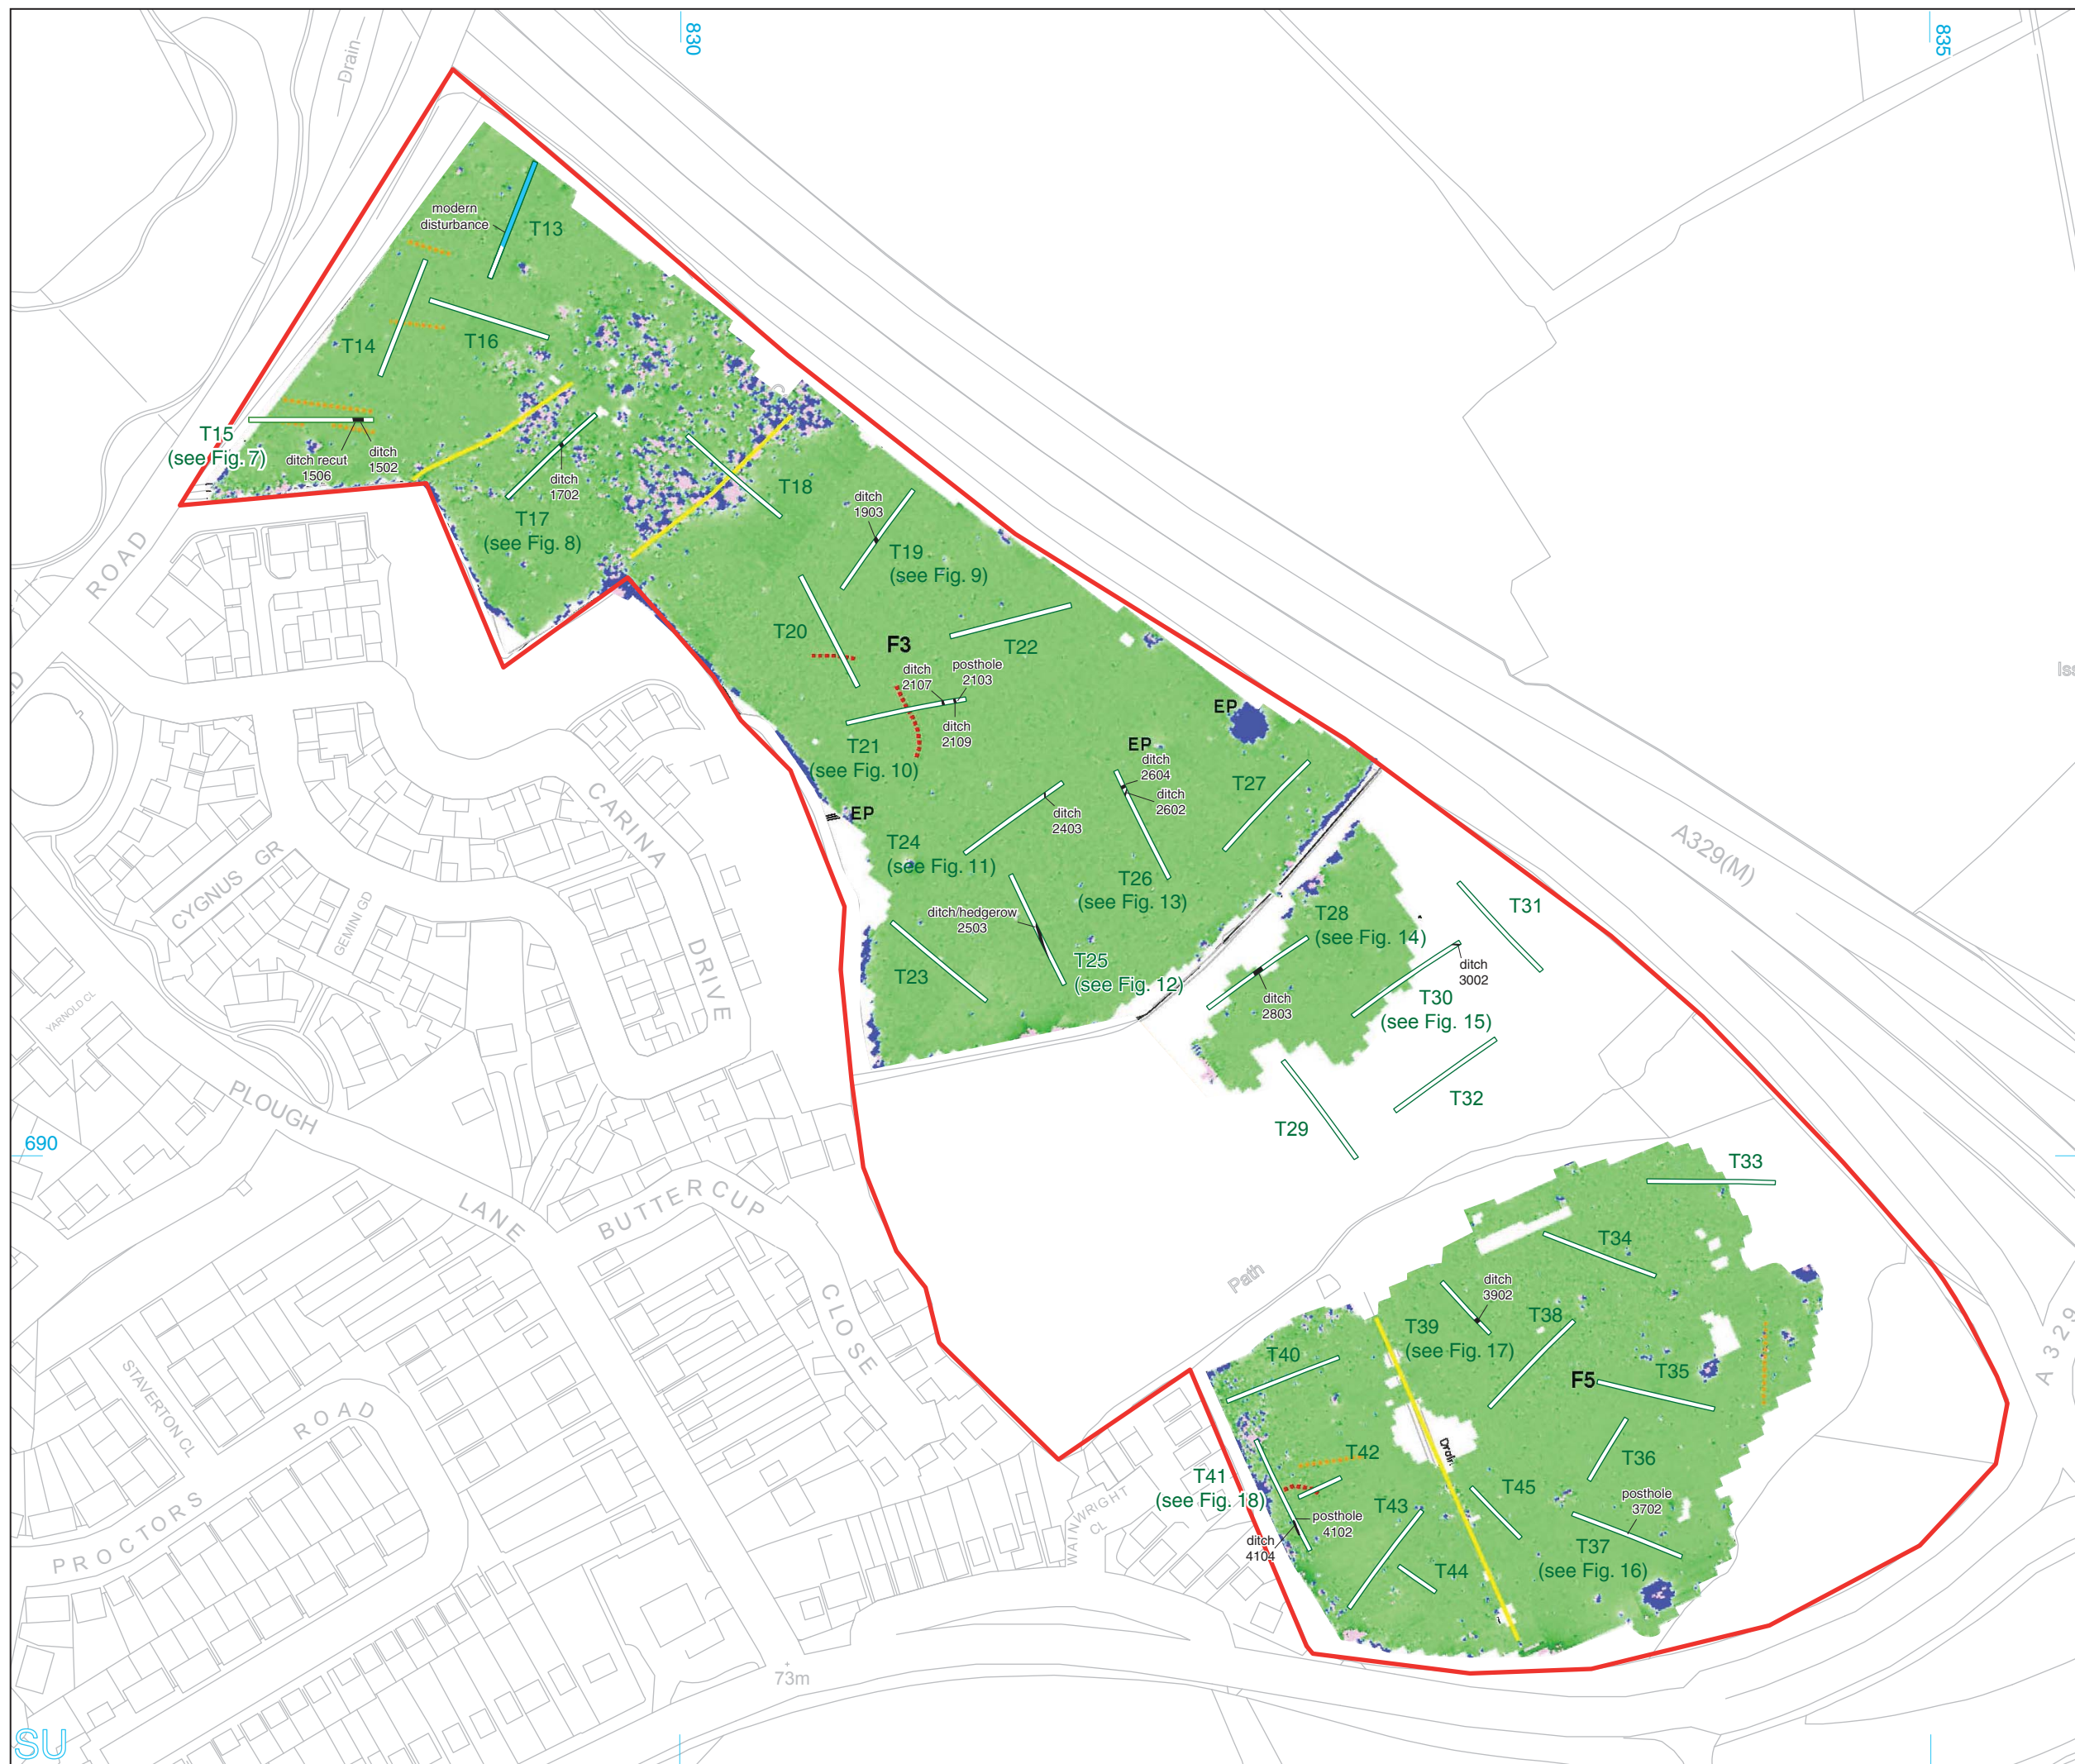 830
835
Drain
modern
disturbance
T13
T14
T16
T15
(see Fig. 7)
ditch recut
1506
ditch
1502
ditch
1702
T17
(see Fig. 8)
T18
ditch
1903
T19
(see Fig. 9)
ROAD
T20
F3
T22
ditch
2107
posthole
2103
ditch
2109
T21
(see Fig. 10)
EP
EP
ditch
2604
ditch
2602
T27
EP
ditch
2403
T24
(see Fig. 11)
T26
(see Fig. 13)
ditch/hedgerow
2503
T23
T25
(see Fig. 12)
T28
(see Fig. 14)
ditch
2803
T31
ditch
3002
T30
(see Fig. 15)
T32
T29
A329(M)
CARINA
DRIVE
CYGNUS GR
GEMINI GD
YARNOLD CL
PLOUGH
LANE
690
BUTTERCUP
CLOSE
T33
T34
Path
ditch
3902
T38
T39
(see Fig. 17)
T40
F5
T35
A 329
STAVERTON CL
PROCTORS
ROAD
Drain
T42
T36
T41
(see Fig. 18)
T43
T45
posthole
3702
posthole
4102
ditch
4104
T37
(see Fig. 16)
T44
WAINWRIGHT
CL
73m
SU